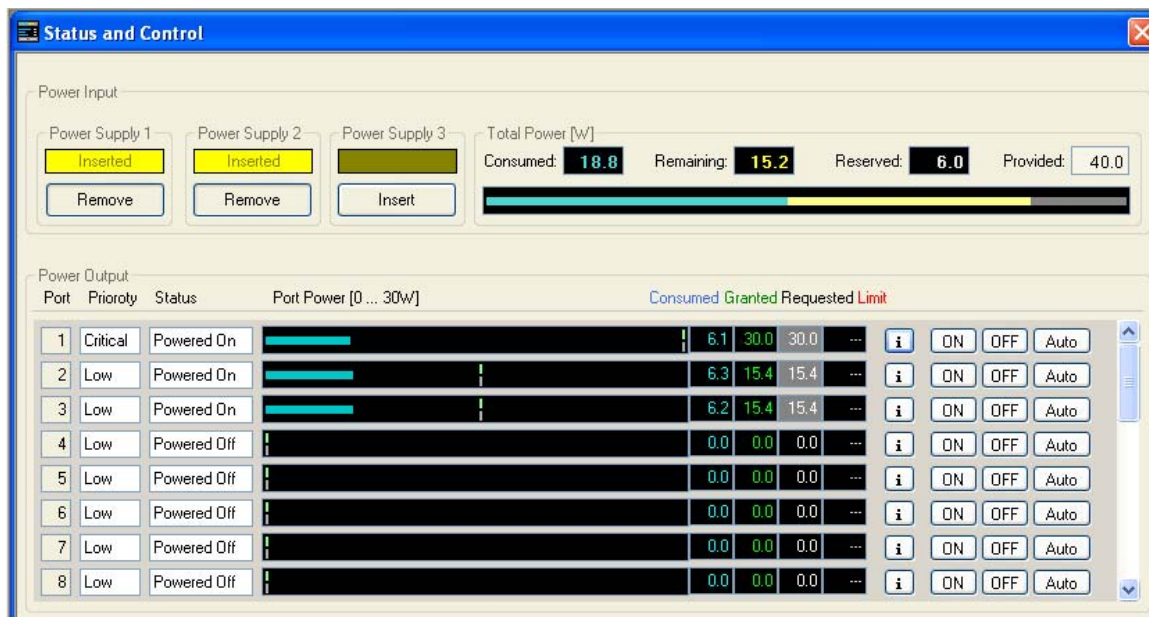 Status and Control
Power Input
Power Supply 1 Power Supply 2 Power Supply 3 Total Power [W]
Inserted Inserted Consumed: 18.8 Remaining: 15.2 Reserved: 6.0 Provided: 40.0
Remove Remove Insert
Power Output
Port Prioroty Status Port Power [0 ... 30W] Consumed Granted Requested Limit
1 Critical Powered On 6.1 30.0 30.0 --- i ON OFF Auto
2 Low Powered On 6.3 15.4 15.4 --- i ON OFF Auto
3 Low Powered On 6.2 15.4 15.4 --- i ON OFF Auto
4 Low Powered Off 0.0 0.0 0.0 --- i ON OFF Auto
5 Low Powered Off 0.0 0.0 0.0 --- i ON OFF Auto
6 Low Powered Off 0.0 0.0 0.0 --- i ON OFF Auto
7 Low Powered Off 0.0 0.0 0.0 --- i ON OFF Auto
8 Low Powered Off 0.0 0.0 0.0 --- i ON OFF Auto